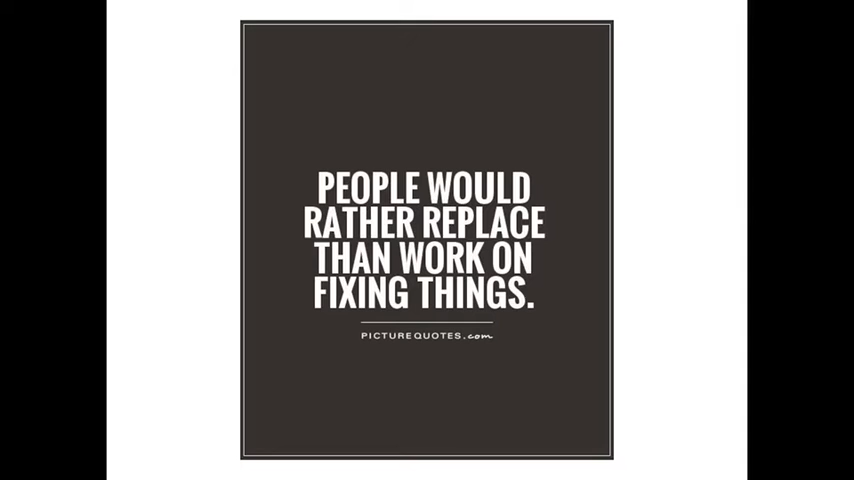 PEOPLE WOULD
RATHER REPLACE
THAN WORK ON
FIXING THINGS.
PICTUREQUOTES.com